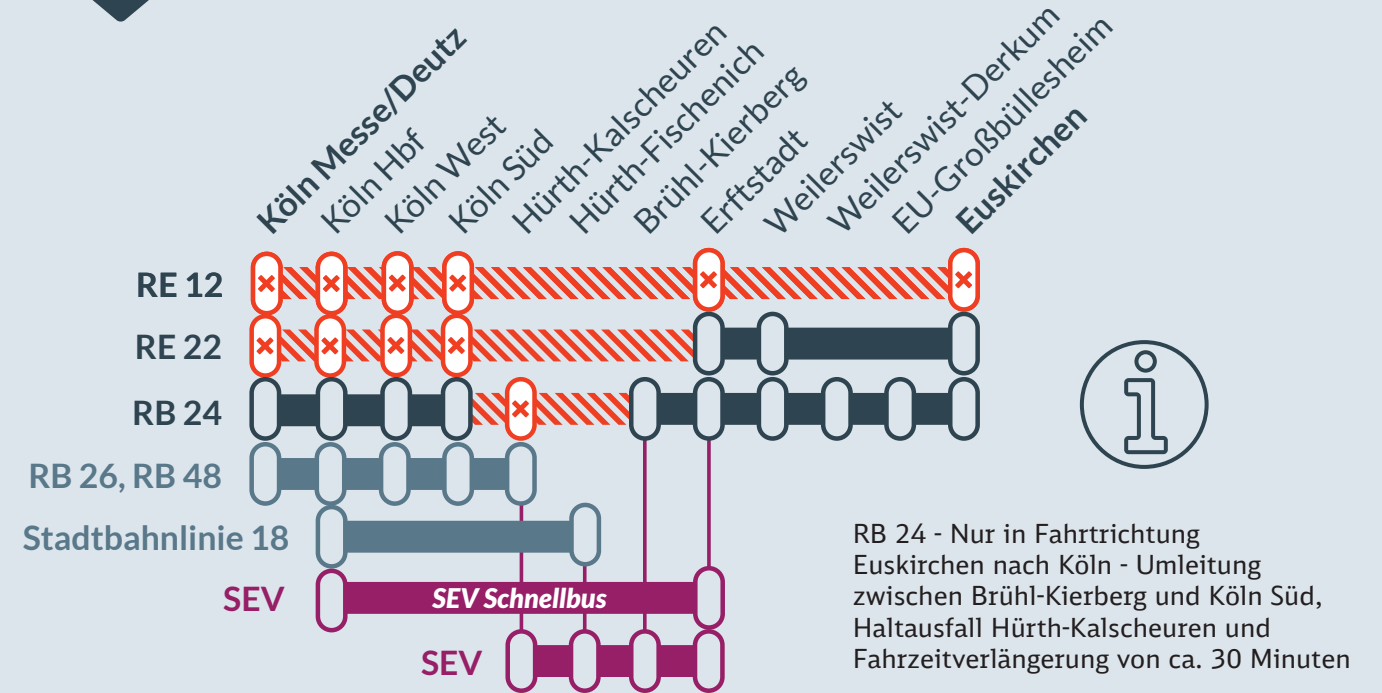 Köln Messe/Deutz
Köln Hbf
Köln West
Köln Süd
Hürth-Kalscheuren
Hürth-Fischenich
Brühl-Kierberg
Erftstadt
Weilerswist
Weilerswist-Derkum
EU-Großbüllesheim
Euskirchen
RE 12
RE 22
RB 24
RB 26, RB 48
Stadtbahnlinie 18
SEV
SEV Schnellbus
SEV
RB 24 - Nur in Fahrtrichtung
Euskirchen nach Köln - Umleitung
zwischen Brühl-Kierberg und Köln Süd,
Haltausfall Hürth-Kalscheuren und
Fahrzeitverlängerung von ca. 30 Minuten